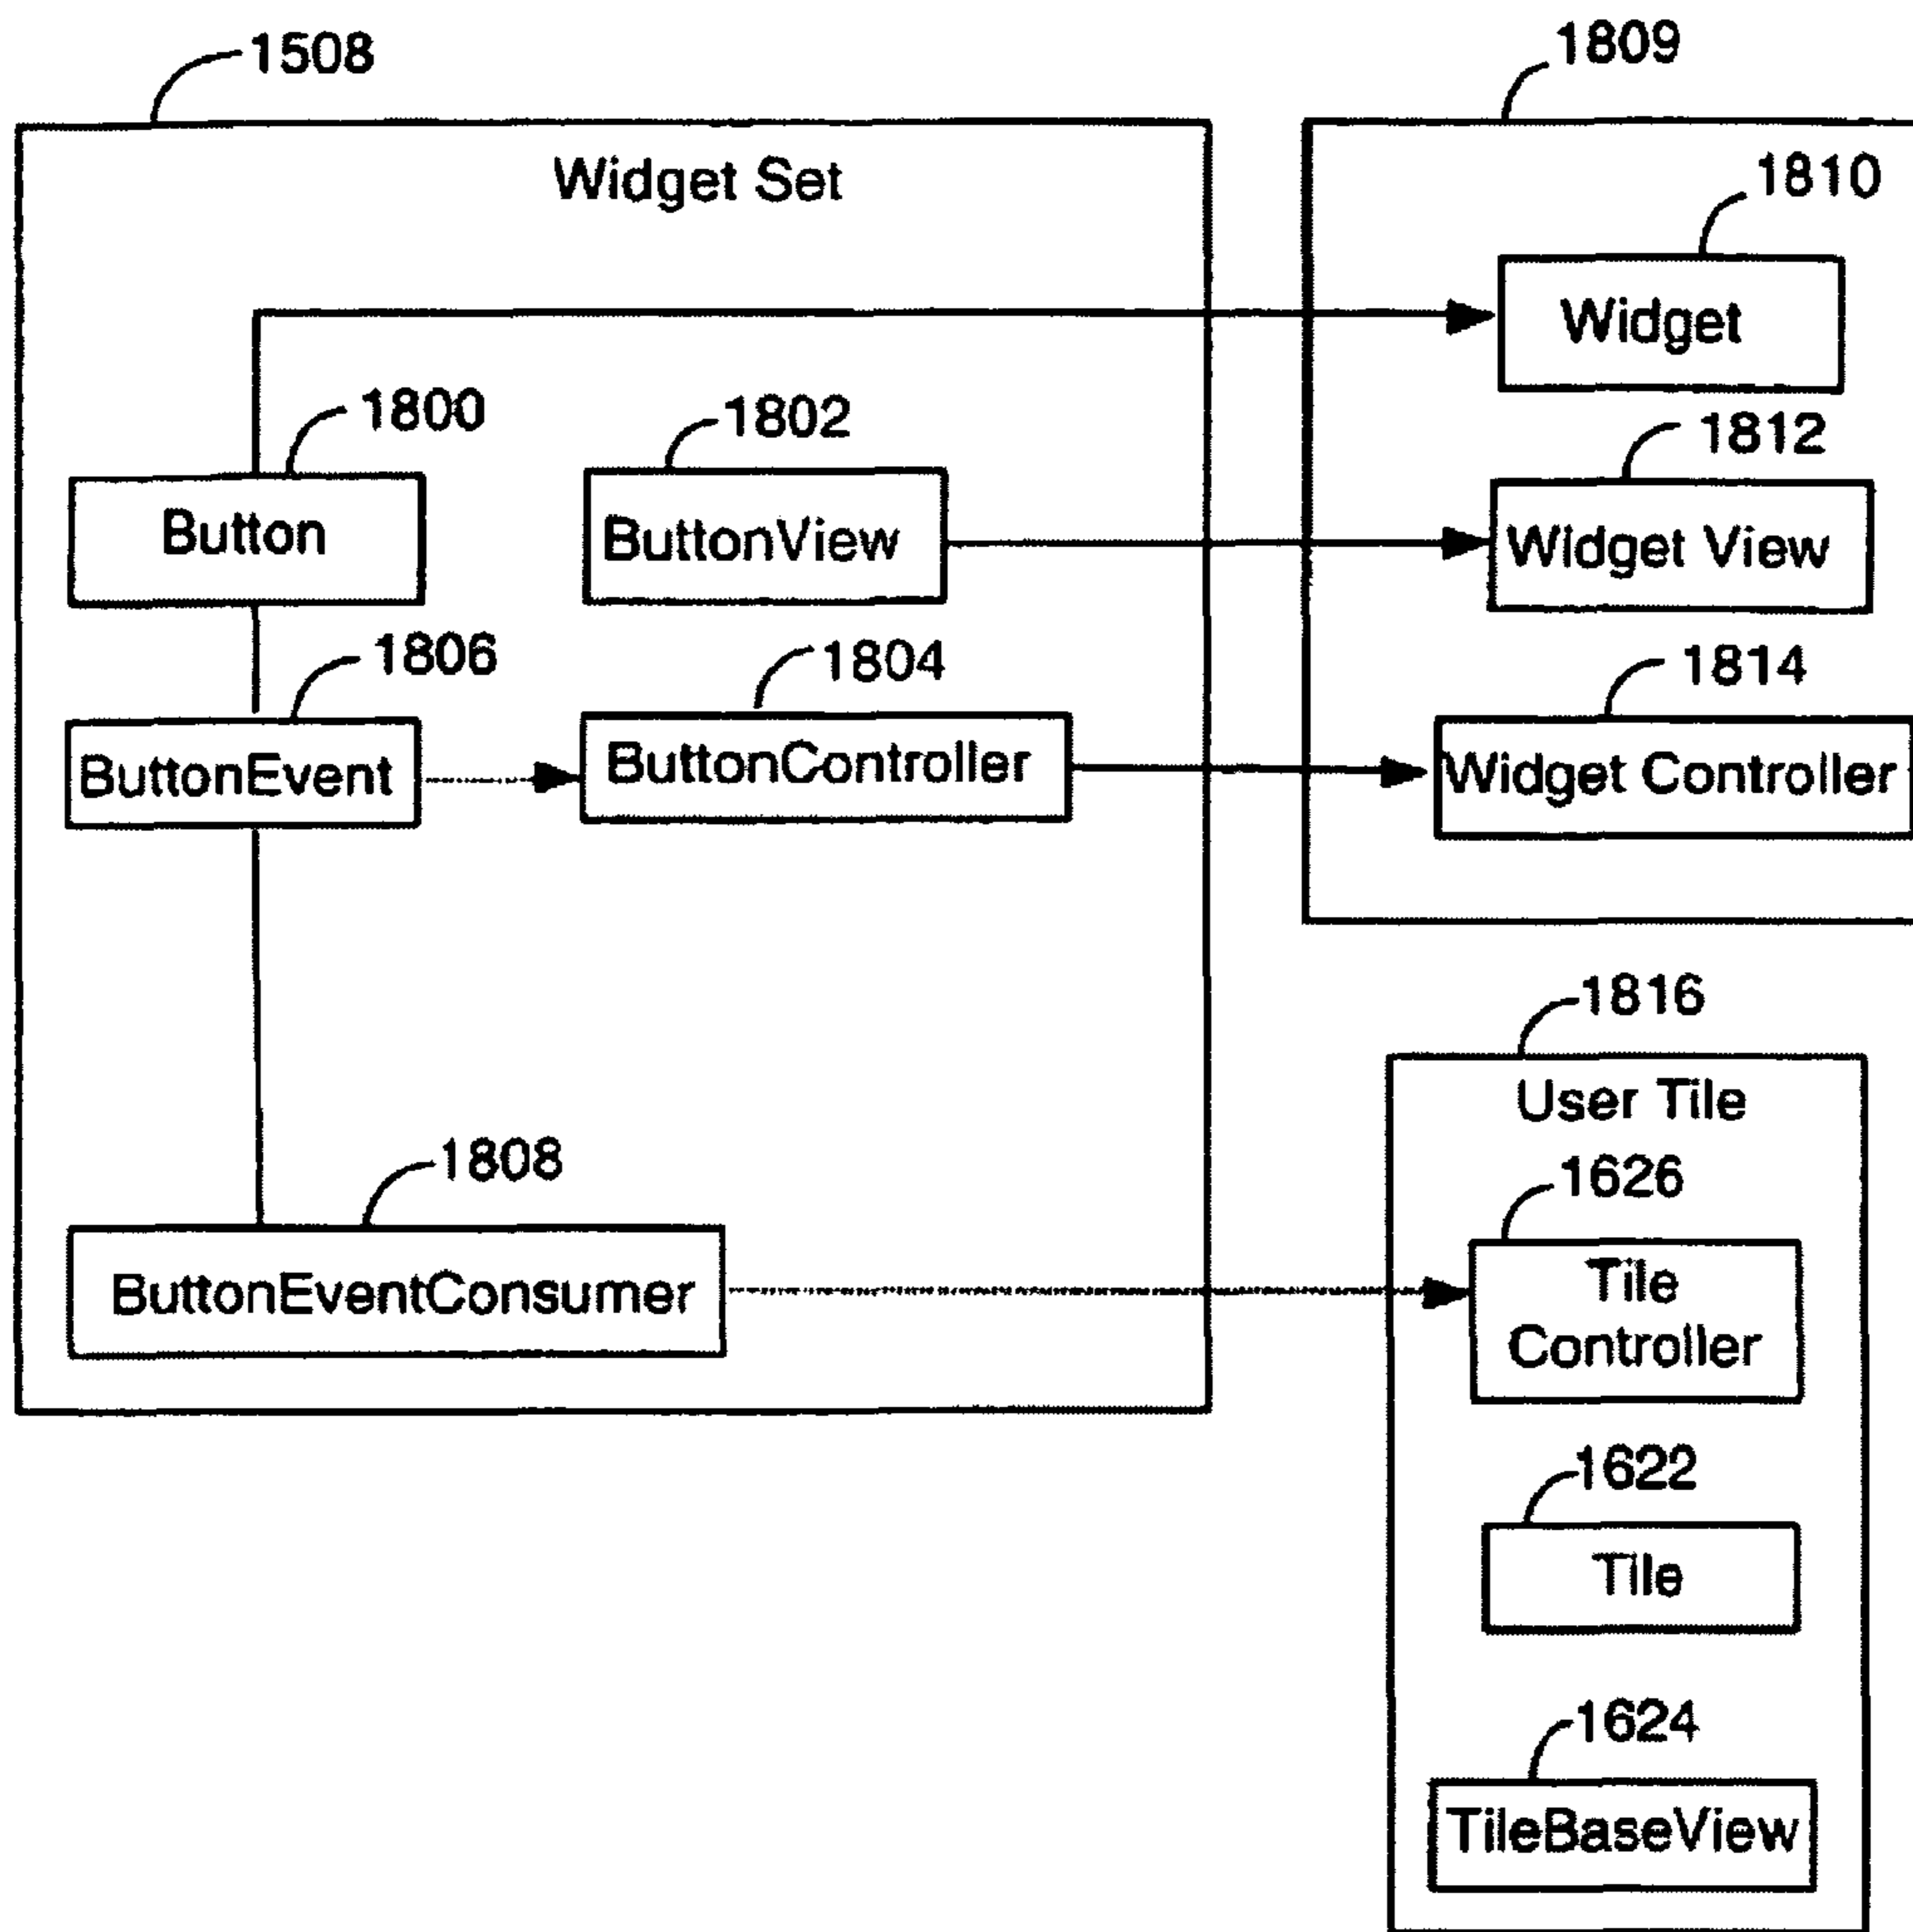 1508
1809
Widget Set
1810
Widget
1800
1802
1812
Button
ButtonView
Widget View
1806
1804
1814
ButtonEvent
ButtonController
Widget Controller
1816
User Tile
1808
1626
ButtonEventConsumer
Tile
Controller
1622
Tile
1624
TileBaseView